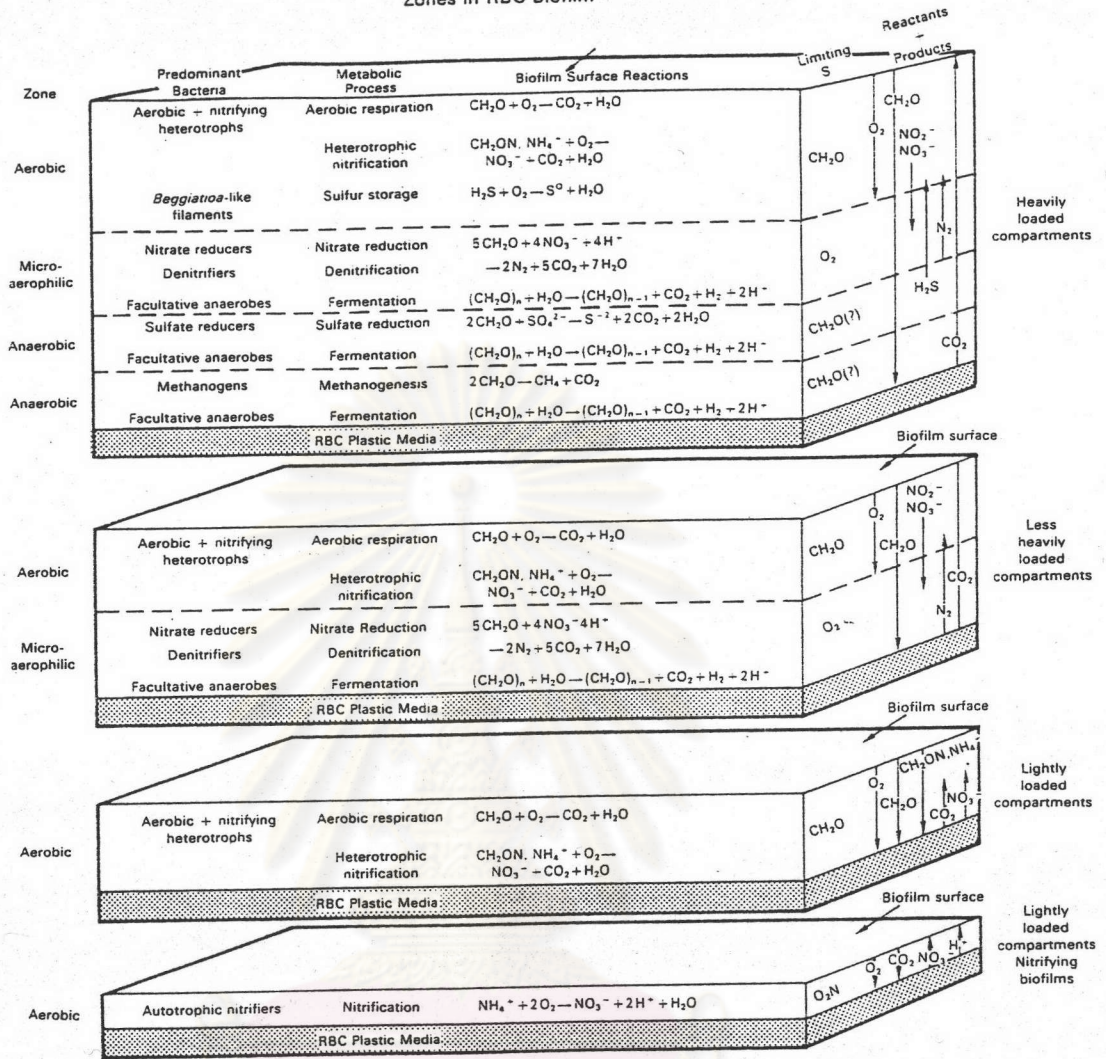 Zones in RBC Biofilm
Zone
Predominant
Bacteria
Metabolic
Process
Biofilm Surface Reactions
Limiting
S
Reactants
+
Products
Aerobic
Aerobic + nitrifying
heterotrophs
Aerobic respiration
CH₂O + O₂ — CO₂ + H₂O
Heterotrophic
nitrification
CH₂ON, NH₄⁺ + O₂ —
NO₃⁻ + CO₂ + H₂O
Beggiatioa-like
filaments
Sulfur storage
H₂S + O₂ — S⁰ + H₂O
CH₂O
O₂
CH₂O
NO₂⁻
NO₃⁻
Micro-
aerophilic
Nitrate reducers
Nitrate reduction
5CH₂O + 4NO₃⁻ + 4H⁺
Denitrifiers
Denitrification
— 2N₂ + 5CO₂ + 7H₂O
Facultative anaerobes
Fermentation
(CH₂O)ₙ + H₂O — (CH₂O)ₙ₋₁ + CO₂ + H₂ + 2H⁺
O₂
N₂
H₂S
Anaerobic
Sulfate reducers
Sulfate reduction
2CH₂O + SO₄²⁻ — S⁻² + 2CO₂ + 2H₂O
Facultative anaerobes
Fermentation
(CH₂O)ₙ + H₂O — (CH₂O)ₙ₋₁ + CO₂ + H₂ + 2H⁺
CH₂O(?)
CO₂
Anaerobic
Methanogens
Methanogenesis
2CH₂O — CH₄ + CO₂
Facultative anaerobes
Fermentation
(CH₂O)ₙ + H₂O — (CH₂O)ₙ₋₁ + CO₂ + H₂ + 2H⁺
CH₂O(?)
RBC Plastic Media
Heavily
loaded
compartments
Biofilm surface
Aerobic
Aerobic + nitrifying
heterotrophs
Aerobic respiration
CH₂O + O₂ — CO₂ + H₂O
Heterotrophic
nitrification
CH₂ON, NH₄⁺ + O₂ —
NO₃⁻ + CO₂ + H₂O
CH₂O
O₂
CH₂O
NO₂⁻
NO₃⁻
Micro-
aerophilic
Nitrate reducers
Nitrate Reduction
5CH₂O + 4NO₃⁻4H⁺
Denitrifiers
Denitrification
— 2N₂ + 5CO₂ + 7H₂O
Facultative anaerobes
Fermentation
(CH₂O)ₙ + H₂O — (CH₂O)ₙ₋₁ + CO₂ + H₂ + 2H⁺
O₂
CO₂
N₂
RBC Plastic Media
Less
heavily
loaded
compartments
Biofilm surface
Aerobic
Aerobic + nitrifying
heterotrophs
Aerobic respiration
CH₂O + O₂ — CO₂ + H₂O
Heterotrophic
nitrification
CH₂ON, NH₄⁺ + O₂ —
NO₃⁻ + CO₂ + H₂O
CH₂O
O₂
CH₂O
CH₂ON, NH₄
CO₂
NO₃⁻
RBC Plastic Media
Lightly
loaded
compartments
Biofilm surface
Aerobic
Autotrophic nitrifiers
Nitrification
NH₄⁺ + 2O₂ — NO₃⁻ + 2H⁺ + H₂O
O₂N
O₂
CO₂
NO₃⁻
H⁺
RBC Plastic Media
Lightly
loaded
compartments
Nitrifying
biofilms